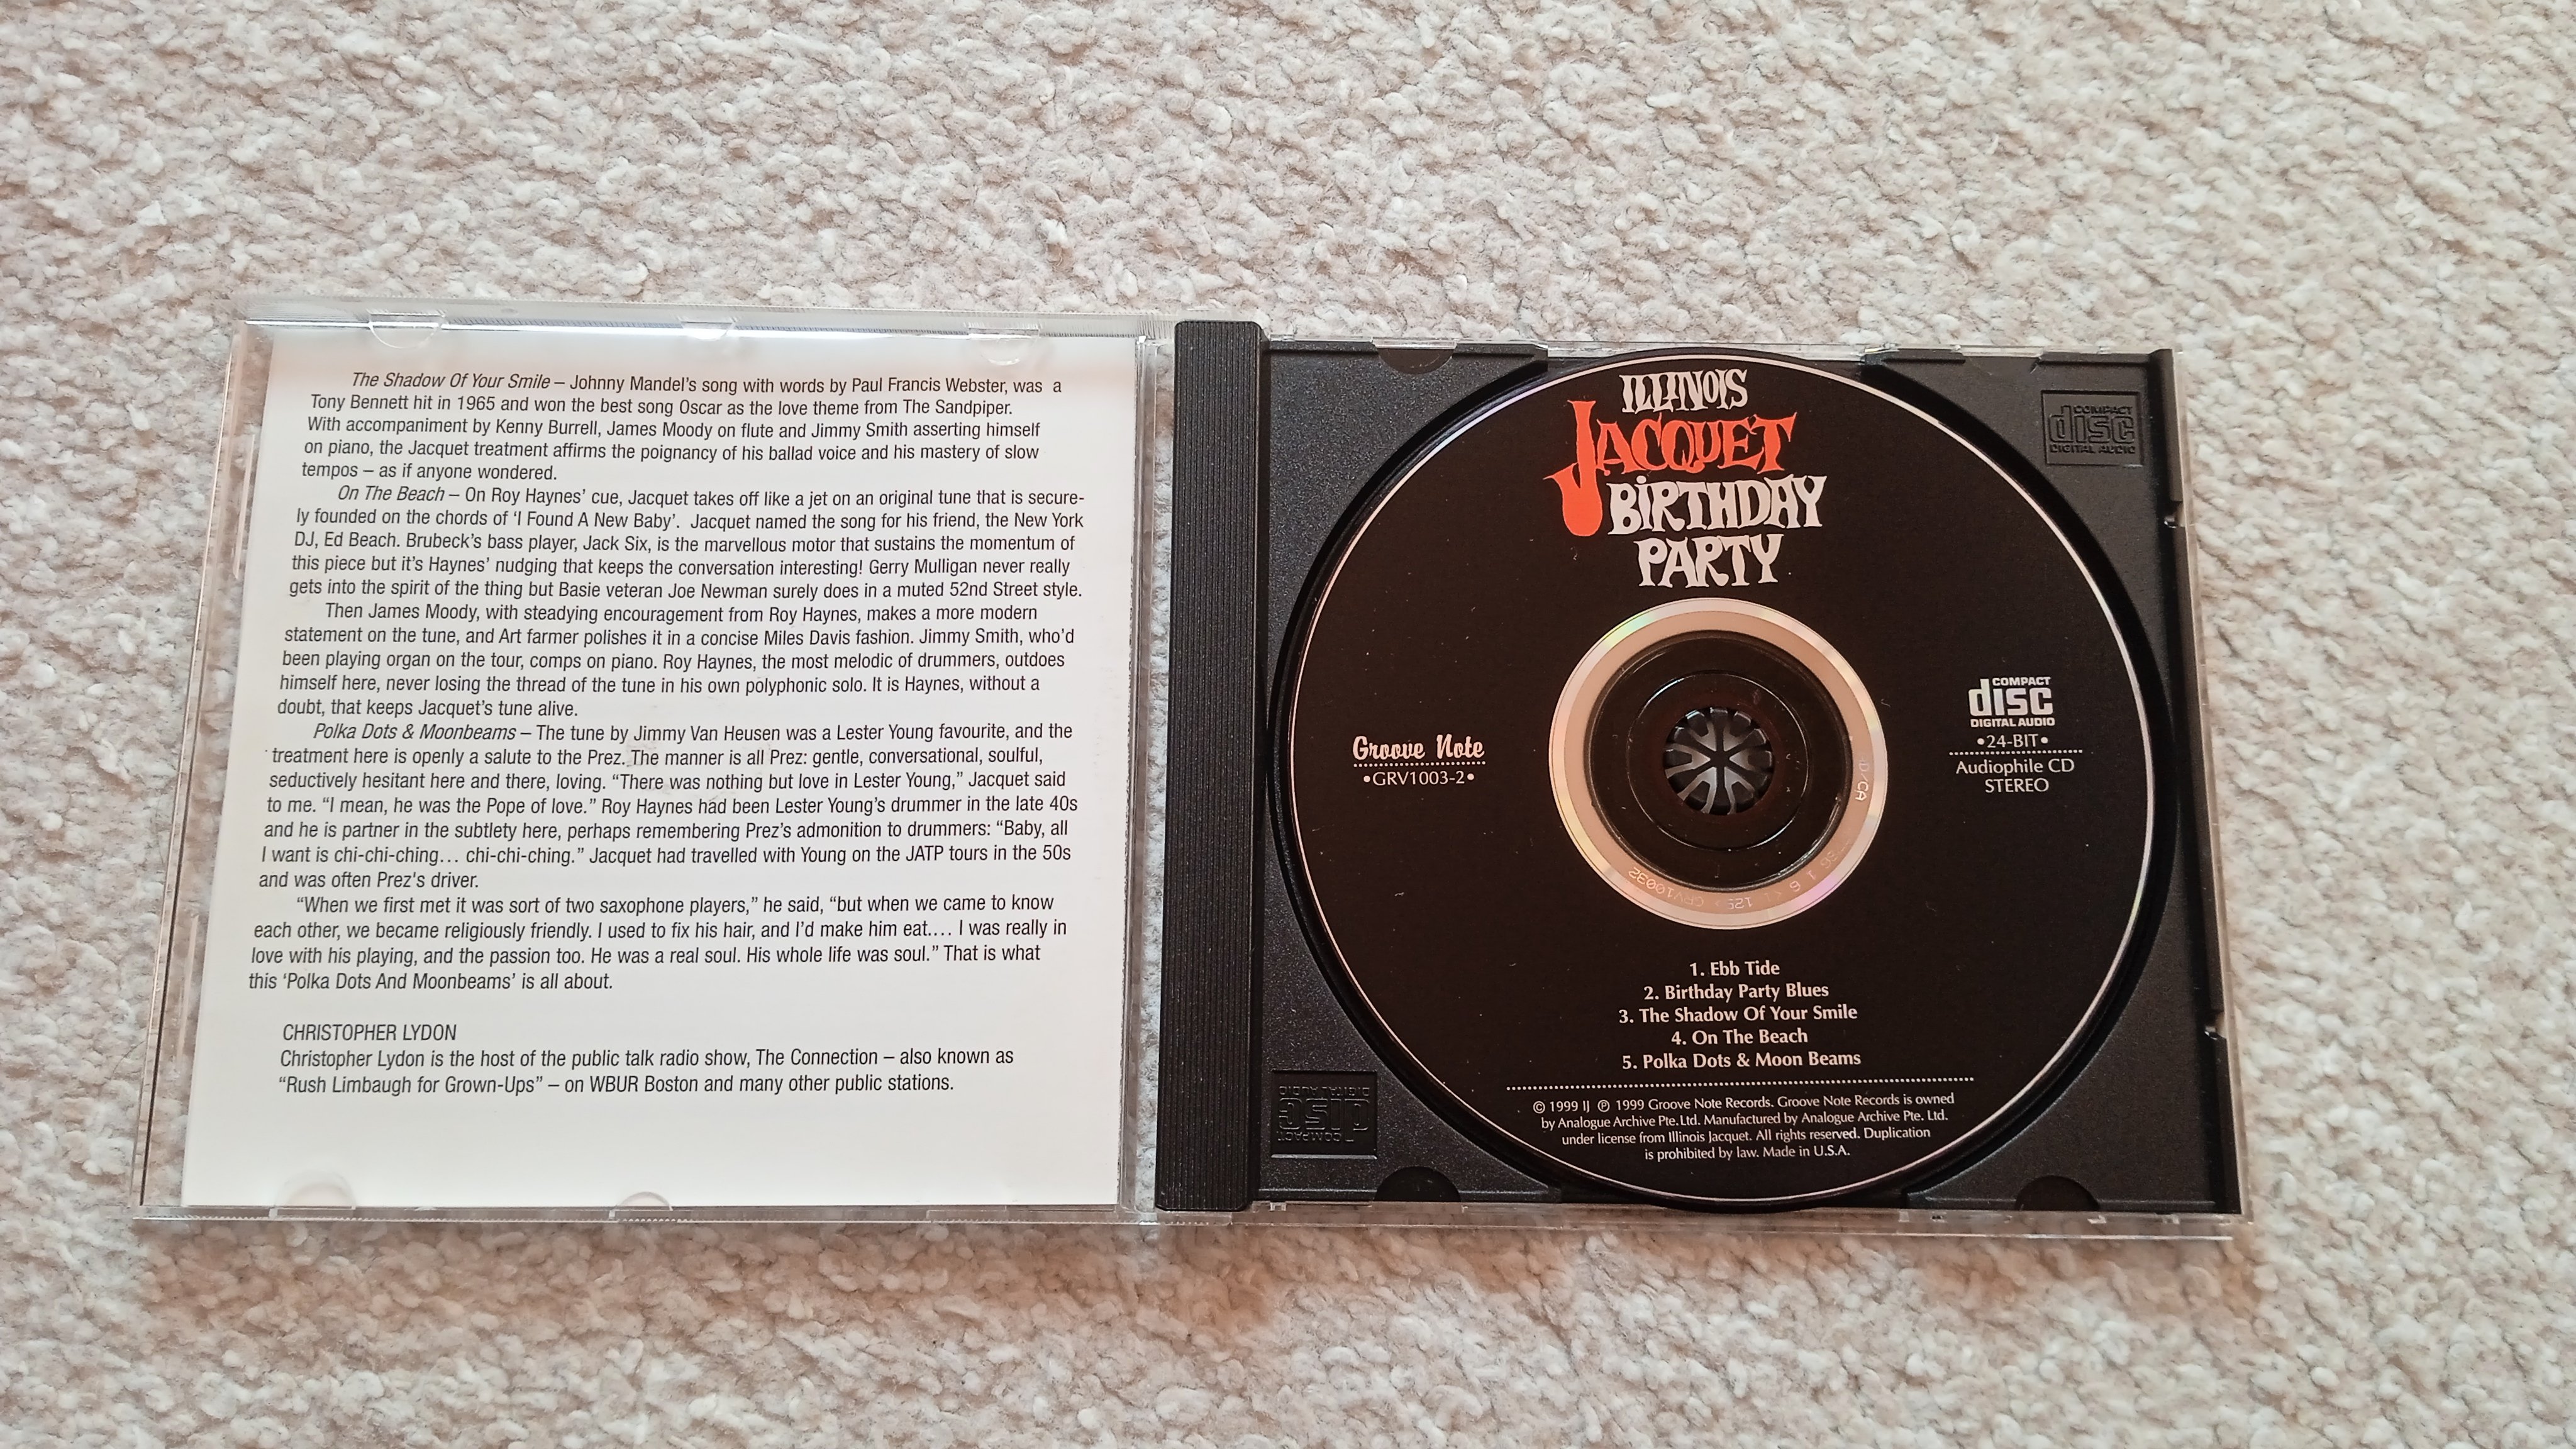 The Shadow Of Your Smile – Johnny Mandel's song with words by Paul Francis Webster, was a
Tony Bennett hit in 1965 and won the best song Oscar as the love theme from The Sandpiper.
With accompaniment by Kenny Burrell, James Moody on flute and Jimmy Smith asserting himself
on piano, the Jacquet treatment affirms the poignancy of his ballad voice and his mastery of slow
tempos – as if anyone wondered.
On The Beach – On Roy Haynes' cue, Jacquet takes off like a jet on an original tune that is secure-
ly founded on the chords of 'I Found A New Baby'. Jacquet named the song for his friend, the New York
DJ, Ed Beach. Brubeck's bass player, Jack Six, is the marvellous motor that sustains the momentum of
this piece but it's Haynes' nudging that keeps the conversation interesting! Gerry Mulligan never really
gets into the spirit of the thing but Basie veteran Joe Newman surely does in a muted 52nd Street style.
Then James Moody, with steadying encouragement from Roy Haynes, makes a more modern
statement on the tune, and Art farmer polishes it in a concise Miles Davis fashion. Jimmy Smith, who'd
been playing organ on the tour, comps on piano. Roy Haynes, the most melodic of drummers, outdoes
himself here, never losing the thread of the tune in his own polyphonic solo. It is Haynes, without a
doubt, that keeps Jacquet's tune alive.
Polka Dots & Moonbeams – The tune by Jimmy Van Heusen was a Lester Young favourite, and the
treatment here is openly a salute to the Prez. The manner is all Prez: gentle, conversational, soulful,
seductively hesitant here and there, loving. "There was nothing but love in Lester Young," Jacquet said
to me. "I mean, he was the Pope of love." Roy Haynes had been Lester Young's drummer in the late 40s
and he is partner in the subtlety here, perhaps remembering Prez's admonition to drummers: "Baby, all
I want is chi-chi-ching… chi-chi-ching." Jacquet had travelled with Young on the JATP tours in the 50s
and was often Prez's driver.
"When we first met it was sort of two saxophone players," he said, "but when we came to know
each other, we became religiously friendly. I used to fix his hair, and I'd make him eat.… I was really in
love with his playing, and the passion too. He was a real soul. His whole life was soul." That is what
this 'Polka Dots And Moonbeams' is all about.
CHRISTOPHER LYDON
Christopher Lydon is the host of the public talk radio show, The Connection – also known as
"Rush Limbaugh for Grown-Ups" – on WBUR Boston and many other public stations.
ILLINOIS
JACQUET
BIRTHDAY
PARTY
Groove Note
•GRV1003-2•
COMPACT
disc
DIGITAL AUDIO
•24-BIT•
Audiophile CD
STEREO
1. Ebb Tide
2. Birthday Party Blues
3. The Shadow Of Your Smile
4. On The Beach
5. Polka Dots & Moon Beams
© 1999 IJ ℗ 1999 Groove Note Records. Groove Note Records is owned
by Analogue Archive Pte. Ltd. Manufactured by Analogue Archive Pte. Ltd.
under license from Illinois Jacquet. All rights reserved. Duplication
is prohibited by law. Made in U.S.A.
COMPACT
disc
DIGITAL AUDIO
COMPACT
disc
DIGITAL AUDIO